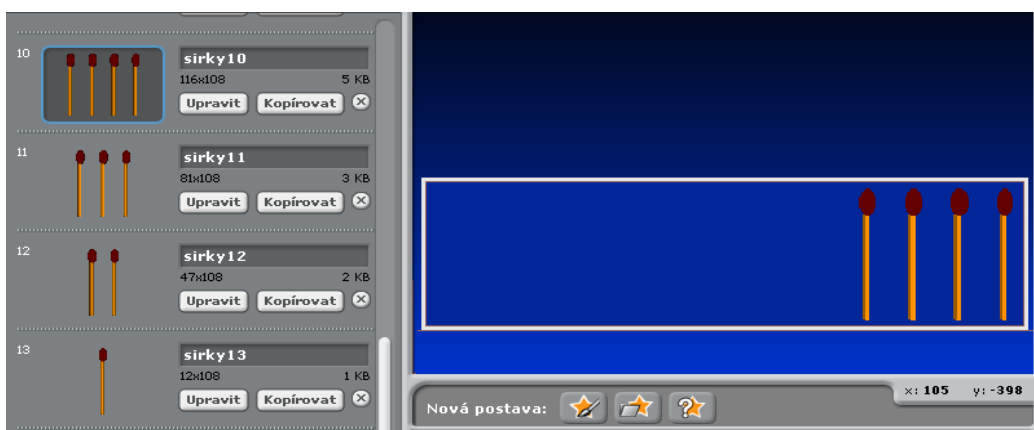 10
sirky10
116x108 5 KB
Upravit Kopírovat
11
sirky11
81x108 3 KB
Upravit Kopírovat
12
sirky12
47x108 2 KB
Upravit Kopírovat
13
sirky13
12x108 1 KB
Upravit Kopírovat
Nová postava:
x: 105 y: -398